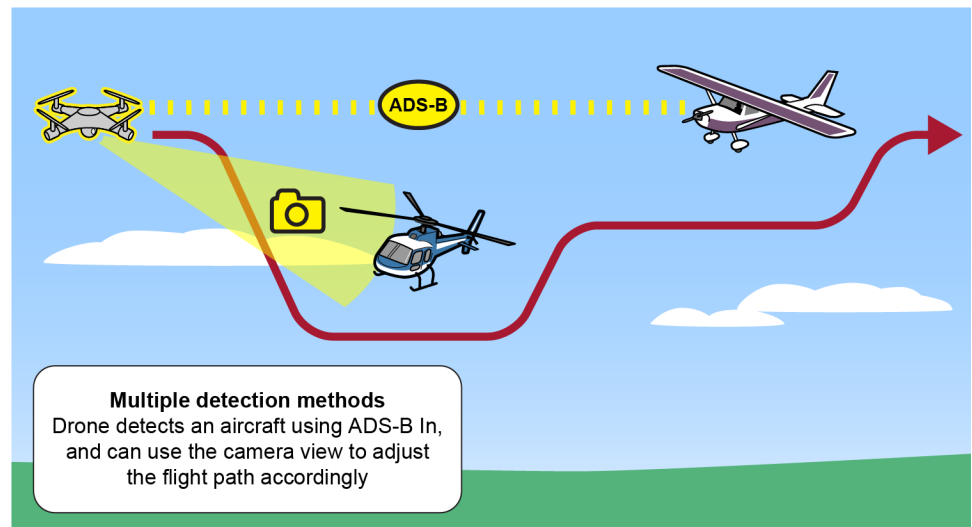 ADS-B
Multiple detection methods
Drone detects an aircraft using ADS-B In,
and can use the camera view to adjust
the flight path accordingly